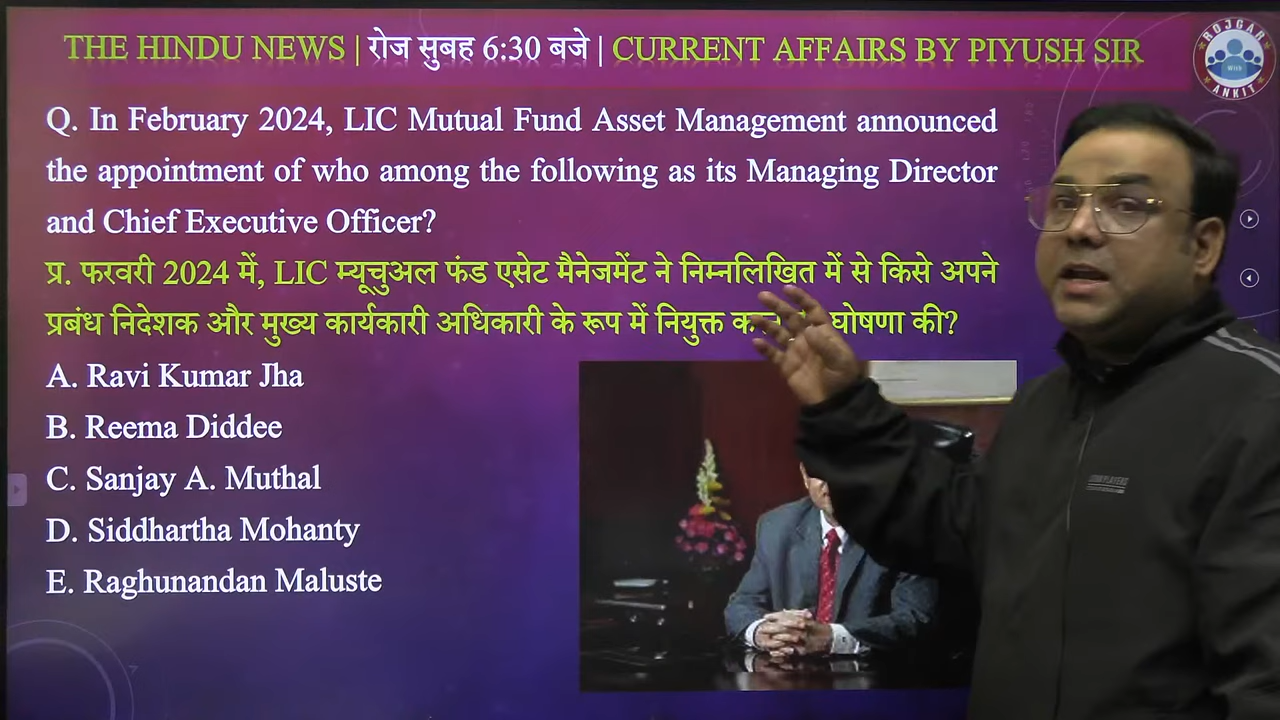 THE HINDU NEWS | रोज सुबह 6:30 बजे | CURRENT AFFAIRS BY PIYUSH SIR
ROJGAR
With
ANKIT
Q. In February 2024, LIC Mutual Fund Asset Management announced
the appointment of who among the following as its Managing Director
and Chief Executive Officer?
प्र. फरवरी 2024 में, LIC म्यूचुअल फंड एसेट मैनेजमेंट ने निम्नलिखित में से किसे अपने
प्रबंध निदेशक और मुख्य कार्यकारी अधिकारी के रूप में नियुक्त घोषणा की?
A. Ravi Kumar Jha
B. Reema Diddee
C. Sanjay A. Muthal
D. Siddhartha Mohanty
E. Raghunandan Maluste